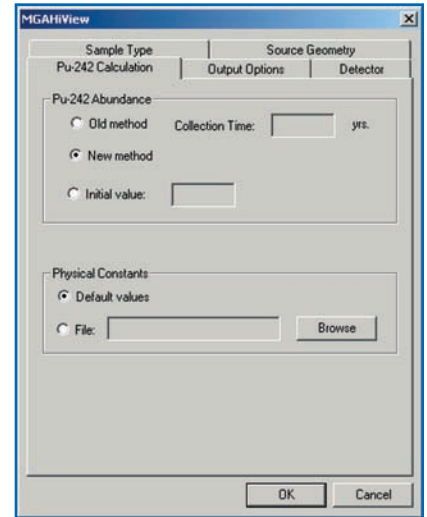 MGAHiView
Sample Type Source Geometry
Pu-242 Calculation Output Options Detector
Pu-242 Abundance
Old method Collection Time: yrs.
New method
Initial value:
Physical Constants
Default values
File: Browse
OK Cancel